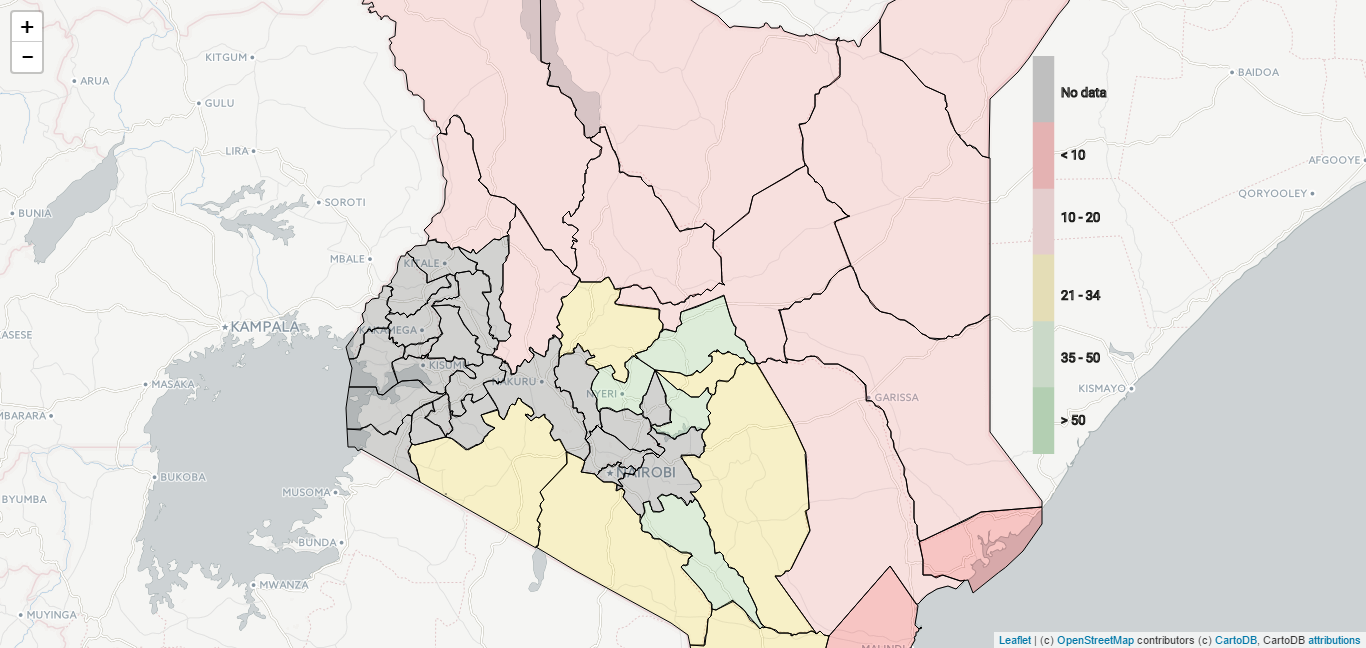 +
−
KITGUM
ARUA
GULU
LIRA
SOROTI
BUNIA
MBALE
KITALE
BAIDOA
AFGOOYE
QORYOOLEY
No data
< 10
10 - 20
21 - 34
35 - 50
> 50
KASESE
KAMPALA
KAKAMEGA
KISUMU
MASAKA
NAKURU
NYERI
MBARARA
GARISSA
KISMAYO
BUKOBA
NAIROBI
BYUMBA
MUSOMA
BUNDA
MWANZA
MUYINGA
MALINDI
Leaflet | (c) OpenStreetMap contributors (c) CartoDB, CartoDB attributions